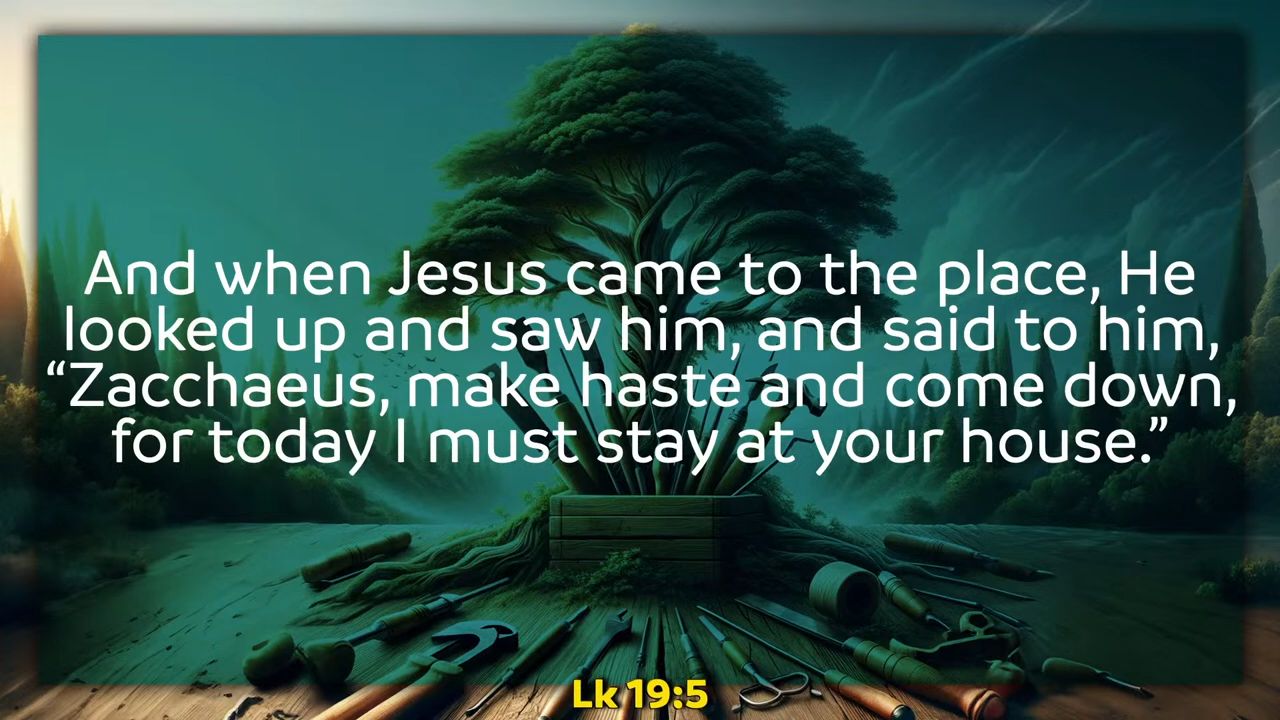 And when Jesus came to the place, He
looked up and saw him, and said to him,
“Zacchaeus, make haste and come down,
for today I must stay at your house.”
Lk 19:5